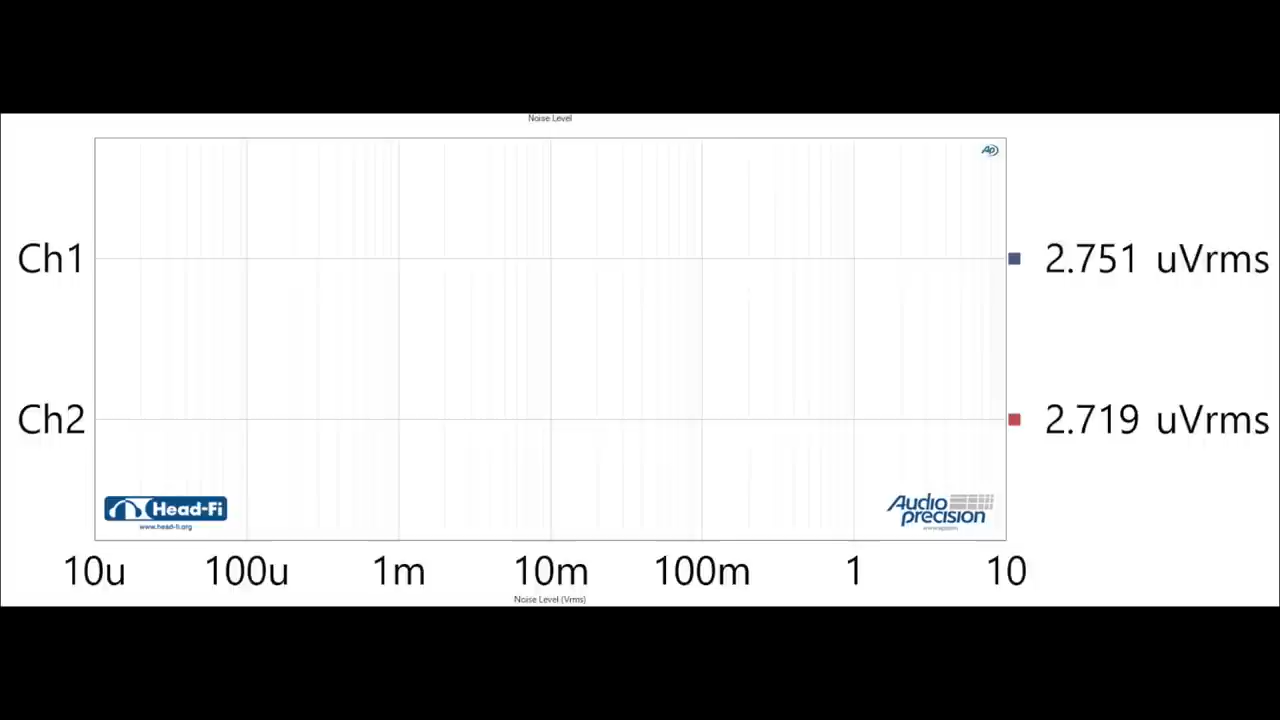 Noise Level
AP
Ch1
2.751 uVrms
Ch2
2.719 uVrms
Head-Fi
www.head-fi.org
Audio
precision
10u 100u 1m 10m 100m 1 10
Noise Level (Vrms)